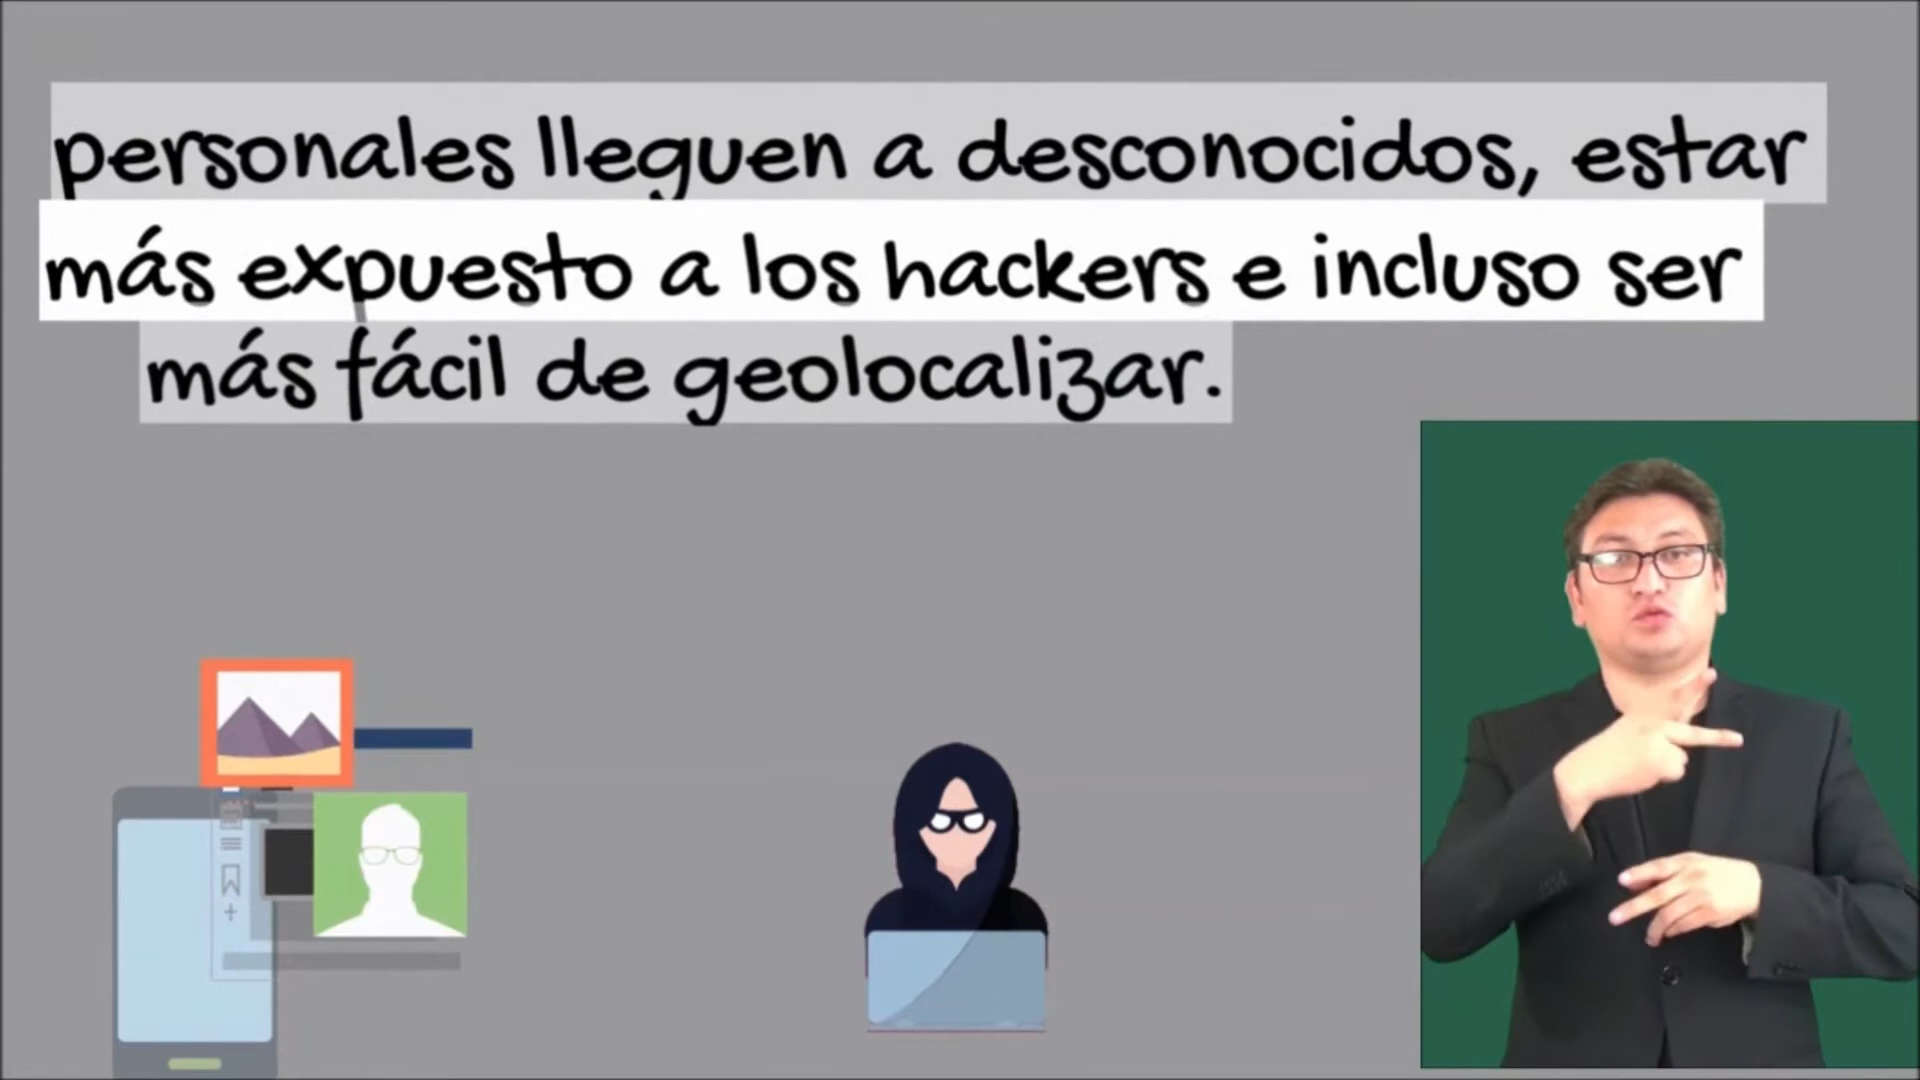 personales lleguen a desconocidos, estar
más expuesto a los hackers e incluso ser
más fácil de geolocalizar.